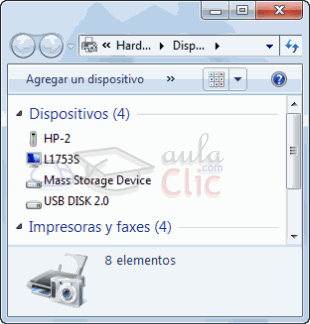 « Hard... ▸ Disp... ▸
Agregar un dispositivo »
Dispositivos (4)
HP-2
L1753S
Mass Storage Device
USB DISK 2.0
aula
.com
Clic
Impresoras y faxes (4)
8 elementos